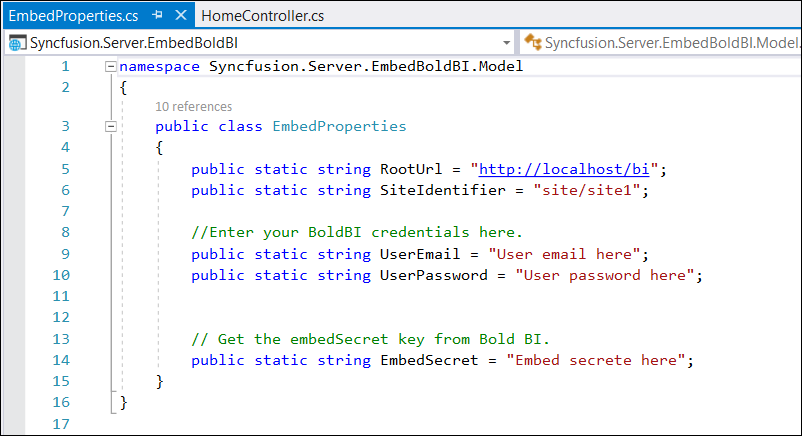 EmbedProperties.cs HomeController.cs
Syncfusion.Server.EmbedBoldBI Syncfusion.Server.EmbedBoldBI.Model.
1 namespace Syncfusion.Server.EmbedBoldBI.Model
2 {
10 references
3 public class EmbedProperties
4 {
5 public static string RootUrl = "http://localhost/bi";
6 public static string SiteIdentifier = "site/site1";
7
8 //Enter your BoldBI credentials here.
9 public static string UserEmail = "User email here";
10 public static string UserPassword = "User password here";
11
12
13 // Get the embedSecret key from Bold BI.
14 public static string EmbedSecret = "Embed secrete here";
15 }
16 }
17